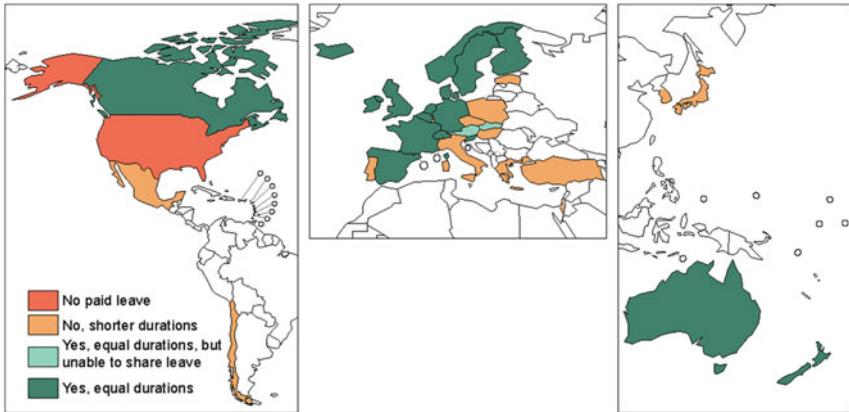 No paid leave
No, shorter durations
Yes, equal durations, but
unable to share leave
Yes, equal durations